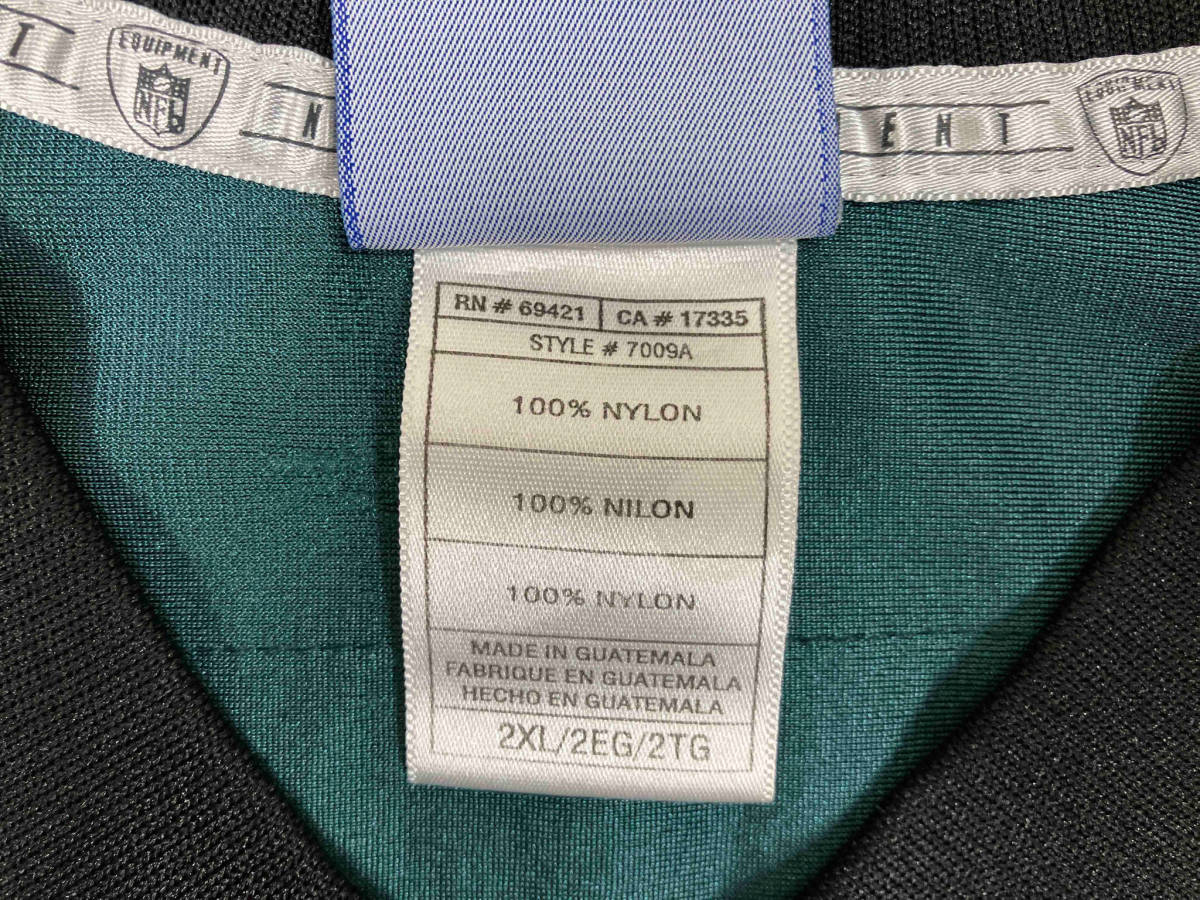 T
EQUIPMENT
NFL
N
ENT
EQUIPMENT
NFL
RN # 69421 CA # 17335
STYLE # 7009A
100% NYLON
100% NILON
100% NYLON
MADE IN GUATEMALA
FABRIQUE EN GUATEMALA
HECHO EN GUATEMALA
2XL/2EG/2TG